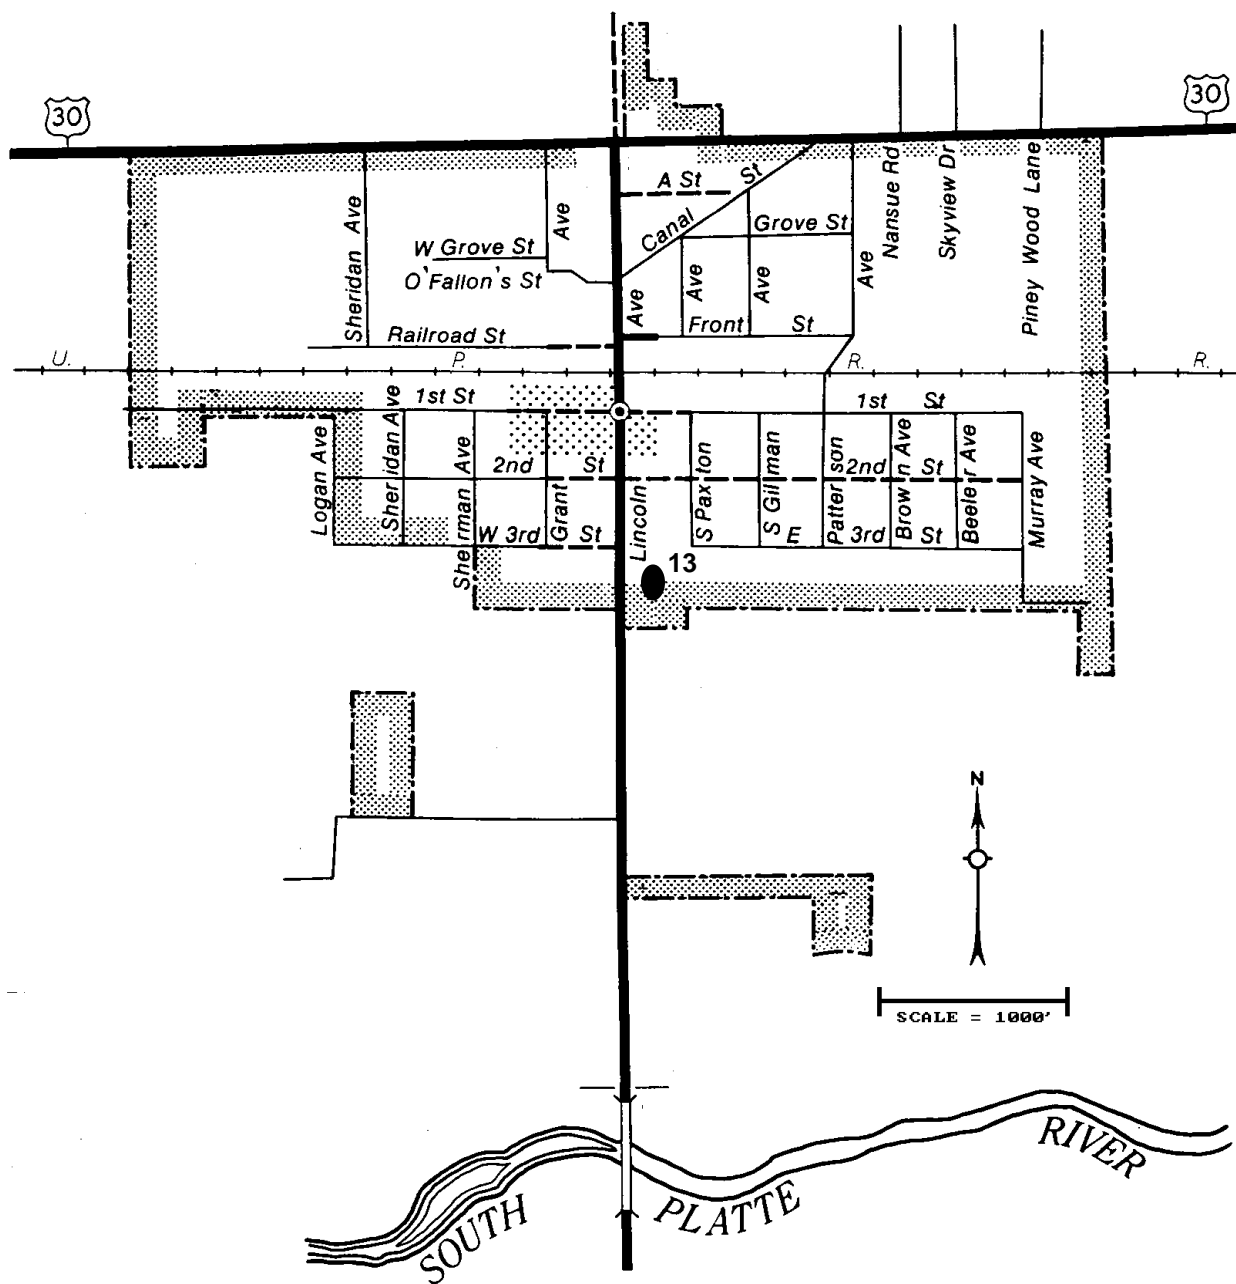 30
30
A St
Canal St
Grove St
Nansue Rd
Skyview Dr
Piney Wood Lane
Sheridan Ave
Ave
W Grove St
O'Fallon's St
Ave
Ave
Ave
Ave
Railroad St
Front St
U. P. R. R.
1st St
1st St
Logan Ave
Sheridan Ave
Sherman Ave
2nd St
Grant
W 3rd St
Lincoln
S Paxton
S Gilman
Patterson
2nd St
Brown Ave
Beeler Ave
Murray Ave
E 3rd St
13
N
SCALE = 1000'
SOUTH PLATTE RIVER